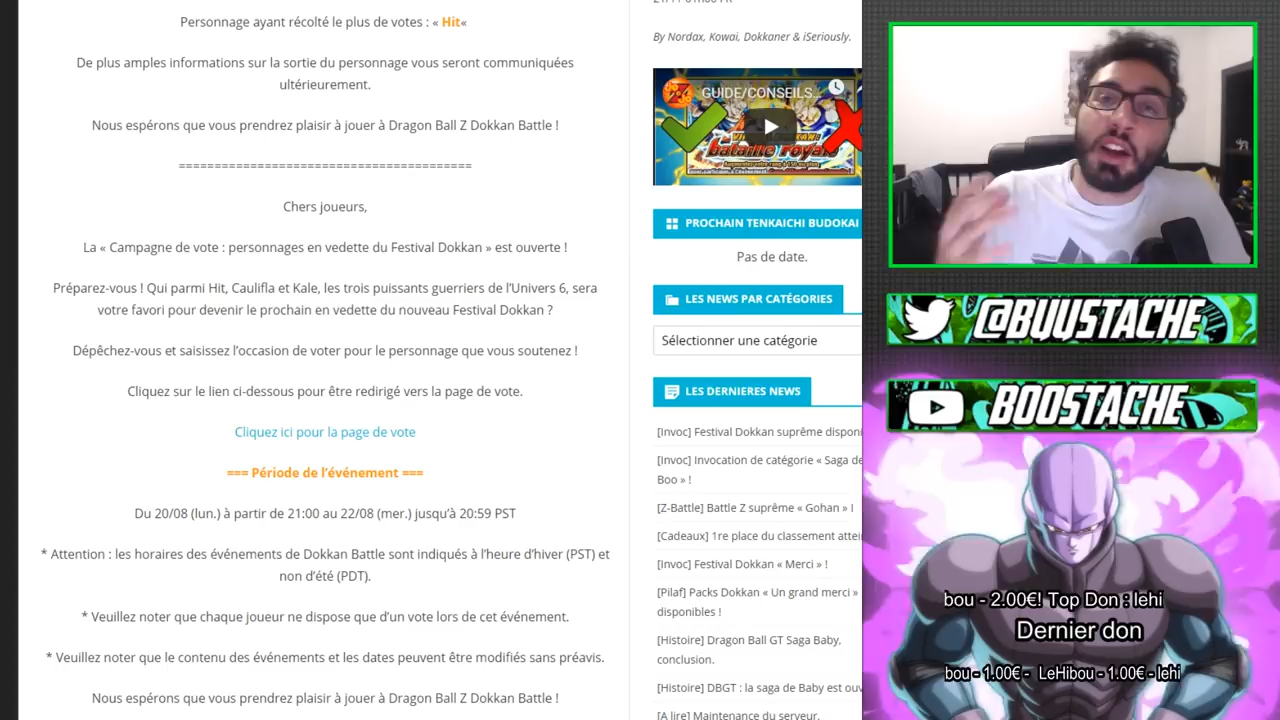 Personnage ayant récolté le plus de votes : « Hit«
De plus amples informations sur la sortie du personnage vous seront communiquées
ultérieurement.
Nous espérons que vous prendrez plaisir à jouer à Dragon Ball Z Dokkan Battle !
=========================================
Chers joueurs,
La « Campagne de vote : personnages en vedette du Festival Dokkan » est ouverte !
Préparez-vous ! Qui parmi Hit, Caulifla et Kale, les trois puissants guerriers de l’Univers 6, sera
votre favori pour devenir le prochain en vedette du nouveau Festival Dokkan ?
Dépêchez-vous et saisissez l’occasion de voter pour le personnage que vous soutenez !
Cliquez sur le lien ci-dessous pour être redirigé vers la page de vote.
Cliquez ici pour la page de vote
=== Période de l’événement ===
Du 20/08 (lun.) à partir de 21:00 au 22/08 (mer.) jusqu’à 20:59 PST
* Attention : les horaires des événements de Dokkan Battle sont indiqués à l’heure d’hiver (PST) et
non d’été (PDT).
* Veuillez noter que chaque joueur ne dispose que d’un vote lors de cet événement.
* Veuillez noter que le contenu des événements et les dates peuvent être modifiés sans préavis.
Nous espérons que vous prendrez plaisir à jouer à Dragon Ball Z Dokkan Battle !
By Nordax, Kowai, Dokkaner & iSeriously.
GUIDE/CONSEILS...
bataille royale
PROCHAIN TENKAICHI BUDOKAI
Pas de date.
LES NEWS PAR CATÉGORIES
Sélectionner une catégorie
LES DERNIERES NEWS
[Invoc] Festival Dokkan suprême disponi
[Invoc] Invocation de catégorie « Saga de
Boo » !
[Z-Battle] Battle Z suprême « Gohan » !
[Cadeaux] 1re place du classement attei
[Invoc] Festival Dokkan « Merci » !
[Pilaf] Packs Dokkan « Un grand merci »
disponibles !
[Histoire] Dragon Ball GT Saga Baby,
conclusion.
[Histoire] DBGT : la saga de Baby est ouv
[A lire] Maintenance du serveur.
@BUUSTACHE
BOOSTACHE
bou - 2.00€! Top Don : lehi
Dernier don
bou - 1.00€ - LeHibou - 1.00€ - lehi